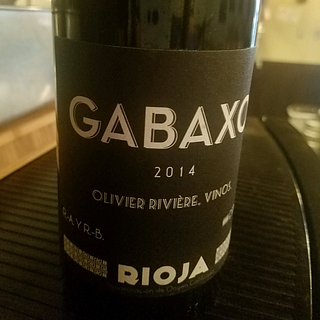 GABAXO
2014
OLIVIER RIVIÈRE. VINOS.
R·A.Y R.-B.
RIOJA